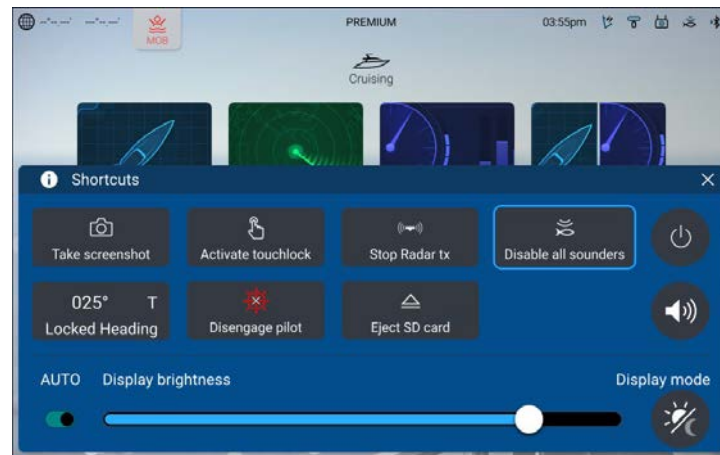 --°--.---' --°--.---' PREMIUM 03:55pm
MOB
Cruising
i Shortcuts
Take screenshot Activate touchlock Stop Radar tx Disable all sounders
025° T
Locked Heading Disengage pilot Eject SD card
AUTO Display brightness Display mode